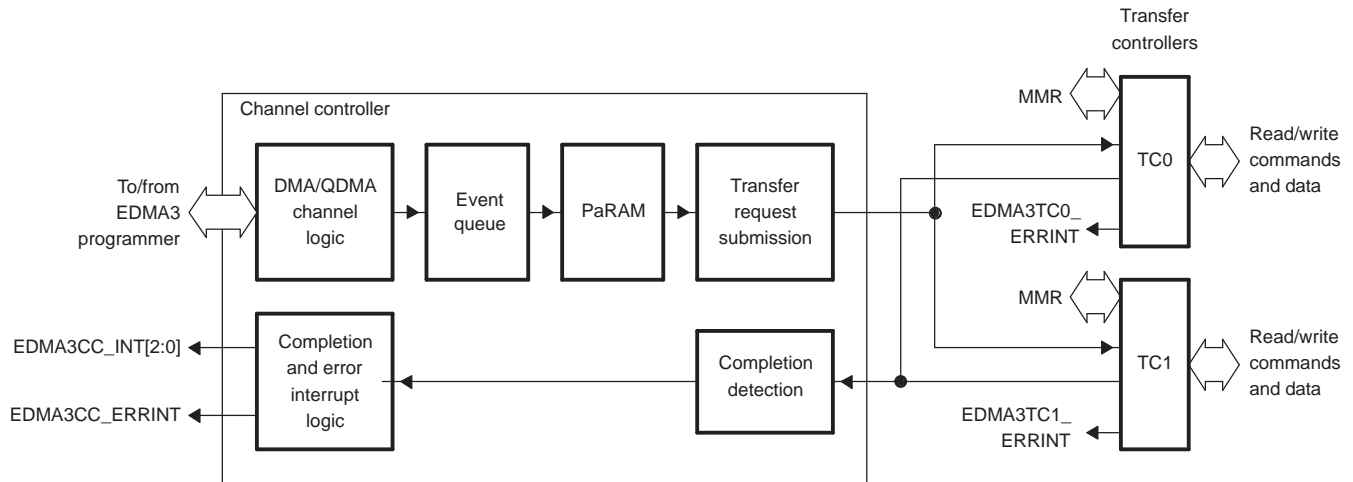 Transfer
controllers
MMR
Channel controller
TC0
Read/write
commands
and data
To/from
EDMA3
programmer
DMA/QDMA
channel
logic
Event
queue
PaRAM
Transfer
request
submission
EDMA3TC0_
ERRINT
MMR
EDMA3CC_INT[2:0]
EDMA3CC_ERRINT
Completion
and error
interrupt
logic
Completion
detection
TC1
Read/write
commands
and data
EDMA3TC1_
ERRINT